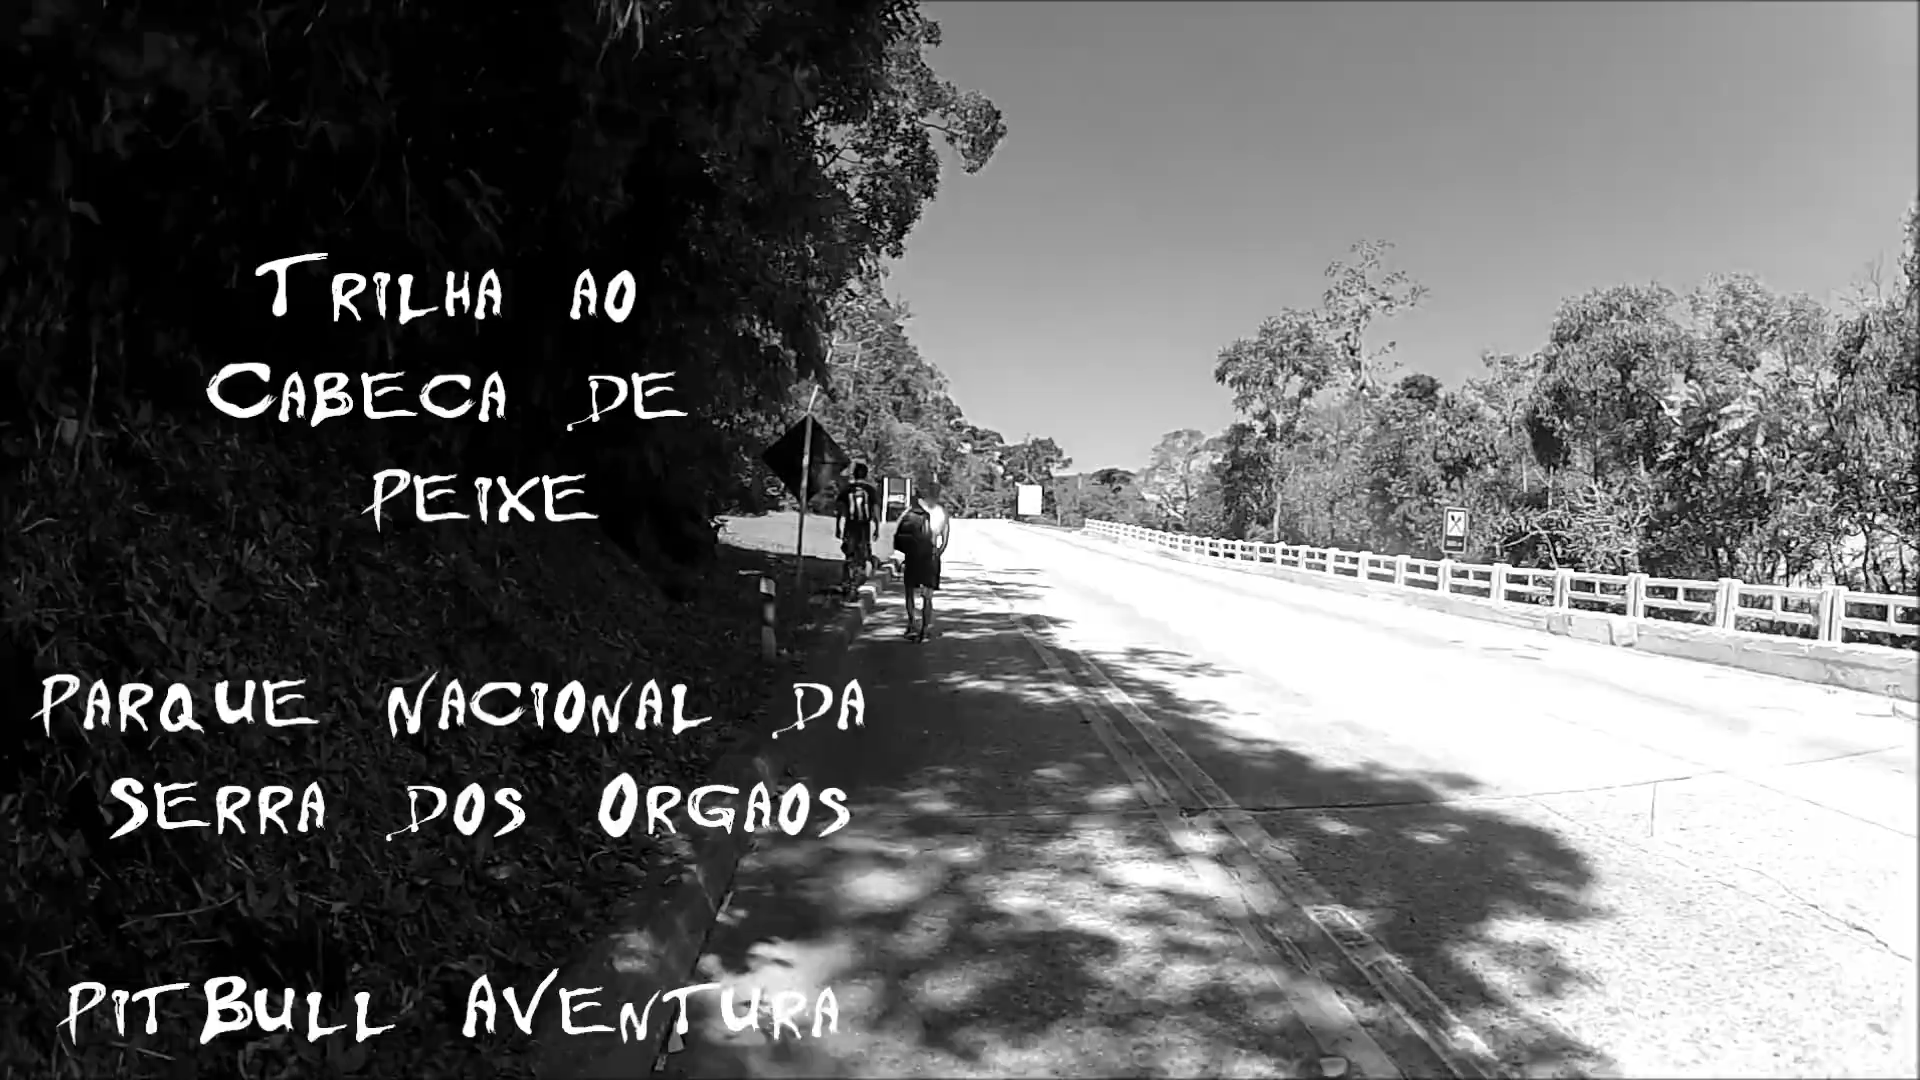 Trilha ao
Cabeca de
Peixe
Parque nacional da
Serra dos Orgaos
PitBull Aventura